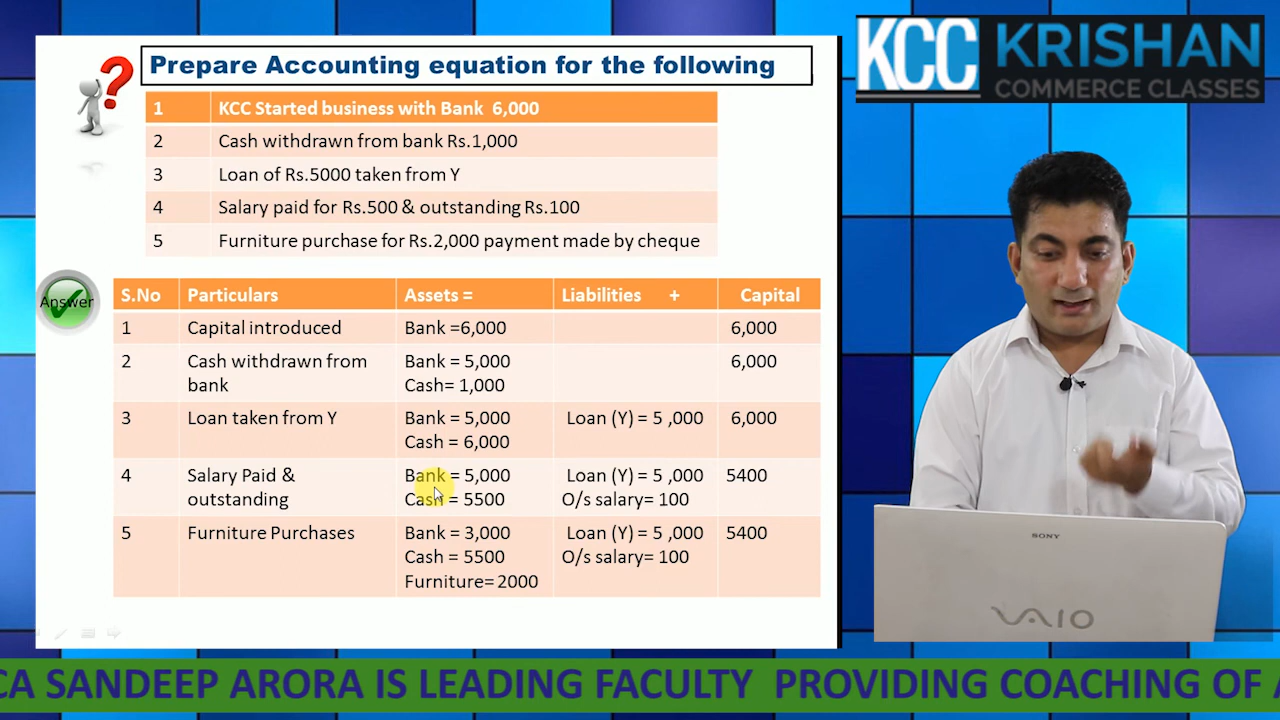 KCC KRISHAN
COMMERCE CLASSES
Prepare Accounting equation for the following
1 KCC Started business with Bank 6,000
2 Cash withdrawn from bank Rs.1,000
3 Loan of Rs.5000 taken from Y
4 Salary paid for Rs.500 & outstanding Rs.100
5 Furniture purchase for Rs.2,000 payment made by cheque
Answer
S.No Particulars Assets = Liabilities + Capital
1 Capital introduced Bank =6,000 6,000
2 Cash withdrawn from Bank = 5,000 6,000
bank Cash= 1,000
3 Loan taken from Y Bank = 5,000 Loan (Y) = 5 ,000 6,000
Cash = 6,000
4 Salary Paid & Bank = 5,000 Loan (Y) = 5 ,000 5400
outstanding Cash = 5500 O/s salary= 100
5 Furniture Purchases Bank = 3,000 Loan (Y) = 5 ,000 5400
Cash = 5500 O/s salary= 100
Furniture= 2000
SONY
VAIO
CA SANDEEP ARORA IS LEADING FACULTY PROVIDING COACHING OF A